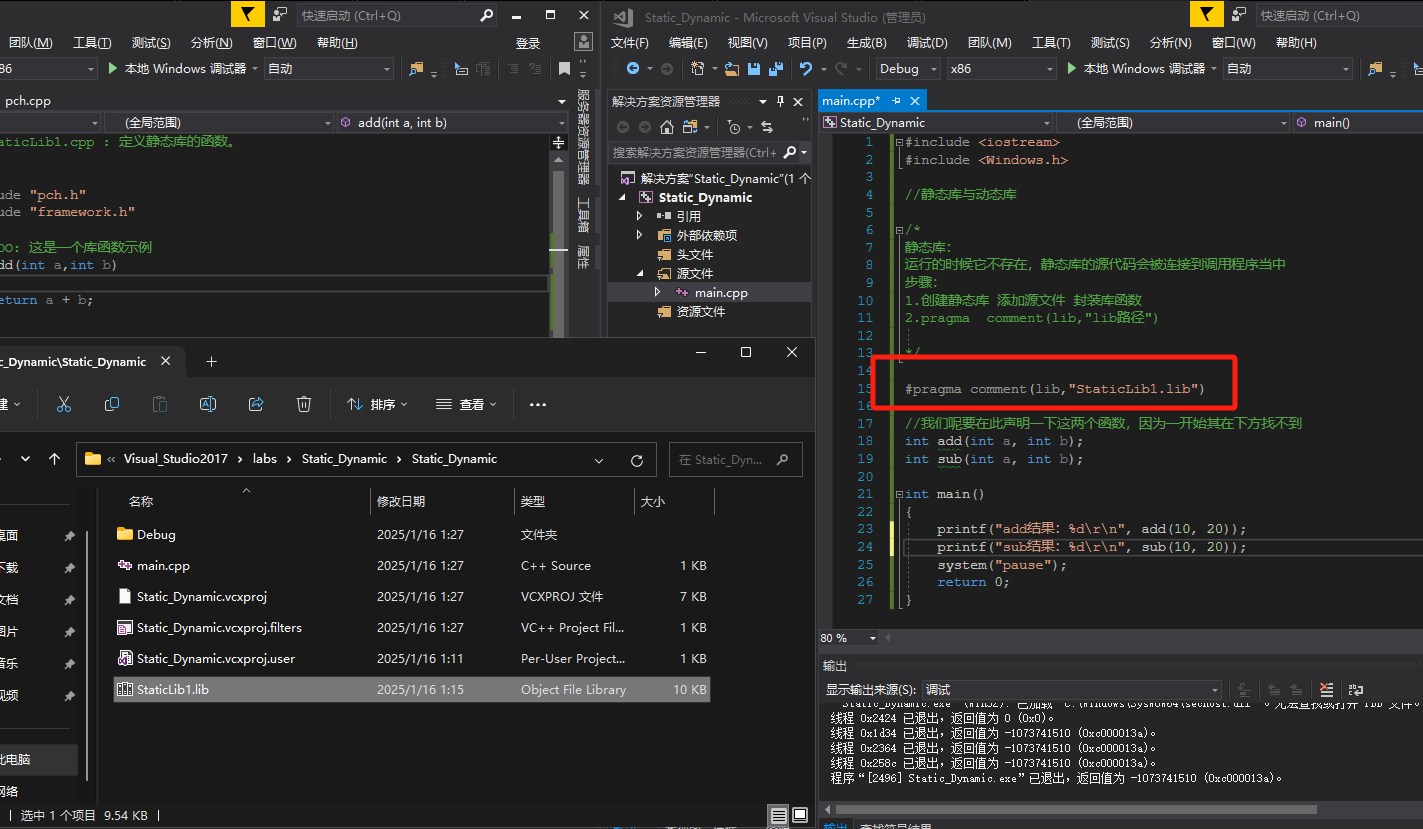 快速启动 (Ctrl+Q)
团队(M) 工具(T) 测试(S) 分析(N) 窗口(W) 帮助(H) 登录
86 本地 Windows 调试器 自动
pch.cpp
(全局范围) add(int a, int b)
aticLib1.cpp : 定义静态库的函数。
ude "pch.h"
ude "framework.h"
DO: 这是一个库函数示例
dd(int a,int b)
eturn a + b;
服务器资源管理器
工具箱
属性
Static_Dynamic - Microsoft Visual Studio (管理员)
快速启动 (Ctrl+Q)
文件(F) 编辑(E) 视图(V) 项目(P) 生成(B) 调试(D) 团队(M) 工具(T) 测试(S) 分析(N) 窗口(W) 帮助(H)
Debug x86 本地 Windows 调试器 自动
解决方案资源管理器
搜索解决方案资源管理器(Ctrl+
解决方案"Static_Dynamic"(1 个
Static_Dynamic
引用
外部依赖项
头文件
源文件
main.cpp
资源文件
main.cpp*
Static_Dynamic (全局范围) main()
1 #include <iostream>
2 #include <Windows.h>
3
4 //静态库与动态库
5
6 /*
7 静态库:
8 运行的时候它不存在，静态库的源代码会被连接到调用程序当中
9 步骤:
10 1.创建静态库 添加源文件 封装库函数
11 2.pragma  comment(lib,"lib路径")
12
13 */
14
15 #pragma comment(lib,"StaticLib1.lib")
16
17 //我们呢要在此声明一下这两个函数，因为一开始其在下方找不到
18 int add(int a, int b);
19 int sub(int a, int b);
20
21 int main()
22 {
23 printf("add结果: %d\r\n", add(10, 20));
24 printf("sub结果: %d\r\n", sub(10, 20));
25 system("pause");
26 return 0;
27 }
80 %
输出
显示输出来源(S): 调试
线程 0x2424 已退出，返回值为 0 (0x0)。
线程 0x1d34 已退出，返回值为 -1073741510 (0xc000013a)。
线程 0x2364 已退出，返回值为 -1073741510 (0xc000013a)。
线程 0x258c 已退出，返回值为 -1073741510 (0xc000013a)。
程序“[2496] Static_Dynamic.exe”已退出，返回值为 -1073741510 (0xc000013a)。
c_Dynamic\Static_Dynamic
建 排序 查看
Visual_Studio2017 labs Static_Dynamic Static_Dynamic 在 Static_Dyn...
名称 修改日期 类型 大小
Debug 2025/1/16 1:27 文件夹
main.cpp 2025/1/16 1:27 C++ Source 1 KB
Static_Dynamic.vcxproj 2025/1/16 1:27 VCXPROJ 文件 7 KB
Static_Dynamic.vcxproj.filters 2025/1/16 1:27 VC++ Project Fil... 1 KB
Static_Dynamic.vcxproj.user 2025/1/16 1:11 Per-User Project... 1 KB
StaticLib1.lib 2025/1/16 1:15 Object File Library 10 KB
桌面
下载
文档
图片
音乐
视频
此电脑
网络
选中 1 个项目 9.54 KB